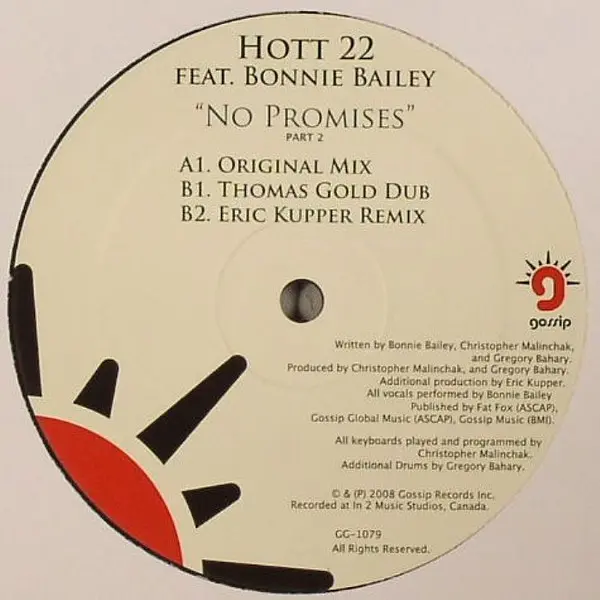 HOTT 22
FEAT. BONNIE BAILEY
"NO PROMISES"
PART 2
A1. ORIGINAL MIX
B1. THOMAS GOLD DUB
B2. ERIC KUPPER REMIX
gossip
Written by Bonnie Bailey, Christopher Malinchak,
and Gregory Bahary.
Produced by Christopher Malinchak, and Gregory Bahary.
Additional production by Eric Kupper.
All vocals performed by Bonnie Bailey
Published by Fat Fox (ASCAP),
Gossip Global Music (ASCAP), Gossip Music (BMI).
All keyboards played and programmed by
Christopher Malinchak.
Additional Drums by Gregory Bahary.
© & (P) 2008 Gossip Records Inc.
Recorded at In 2 Music Studios, Canada.
GG-1079
All Rights Reserved.